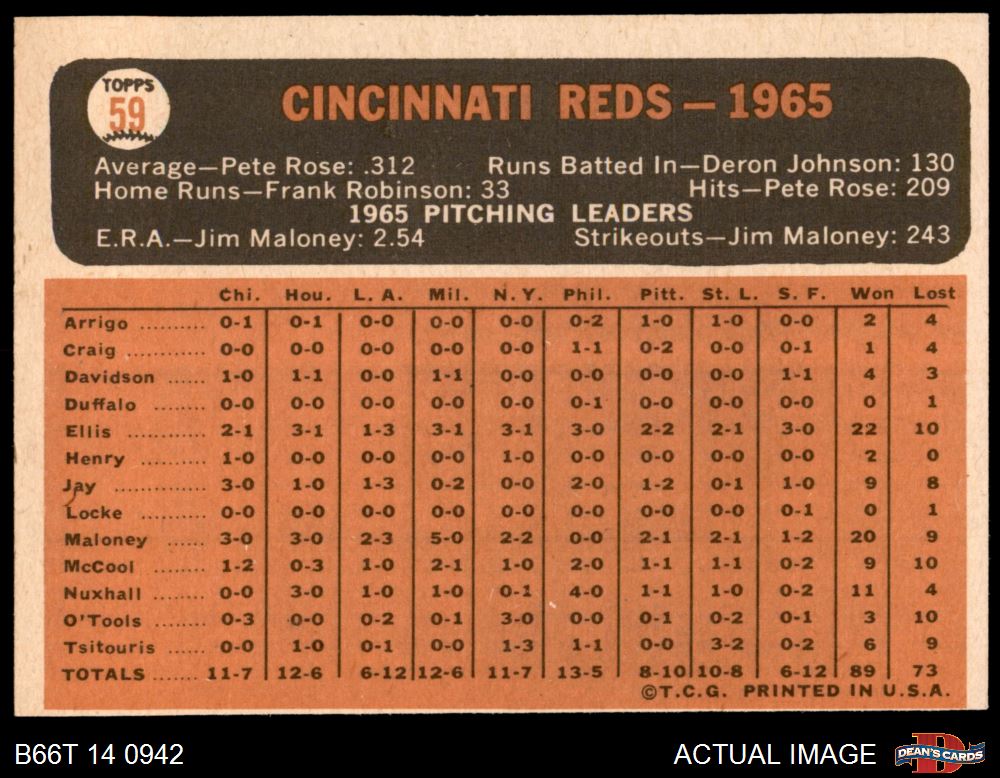 TOPPS
59
CINCINNATI REDS — 1965
Average—Pete Rose: .312 Runs Batted In—Deron Johnson: 130
Home Runs—Frank Robinson: 33 Hits—Pete Rose: 209
1965 PITCHING LEADERS
E.R.A.—Jim Maloney: 2.54 Strikeouts—Jim Maloney: 243
Chi. Hou. L. A. Mil. N. Y. Phil. Pitt. St. L. S. F. Won Lost
Arrigo .......... 0-1 0-1 0-0 0-0 0-0 0-2 1-0 1-0 0-0 2 4
Craig ............ 0-0 0-0 0-0 0-0 0-0 1-1 0-2 0-0 0-1 1 4
Davidson ...... 1-0 1-1 0-0 1-1 0-0 0-0 0-0 0-0 1-1 4 3
Duffalo ......... 0-0 0-0 0-0 0-0 0-0 0-1 0-0 0-0 0-0 0 1
Ellis .............. 2-1 3-1 1-3 3-1 3-1 3-0 2-2 2-1 3-0 22 10
Henry .......... 1-0 0-0 0-0 0-0 1-0 0-0 0-0 0-0 0-0 2 0
Jay .............. 3-0 1-0 1-3 0-2 0-0 2-0 1-2 0-1 1-0 9 8
Locke .......... 0-0 0-0 0-0 0-0 0-0 0-0 0-0 0-0 0-1 0 1
Maloney ...... 3-0 3-0 2-3 5-0 2-2 0-0 2-1 2-1 1-2 20 9
McCool ........ 1-2 0-3 1-0 2-1 1-0 2-0 1-1 1-1 0-2 9 10
Nuxhall ........ 0-0 3-0 1-0 1-0 0-1 4-0 1-1 1-0 0-2 11 4
O'Tools ........ 0-3 0-0 0-2 0-1 3-0 0-0 0-1 0-2 0-1 3 10
Tsitouris ...... 0-0 1-0 0-1 0-0 1-3 1-1 0-0 3-2 0-2 6 9
TOTALS ...... 11-7 12-6 6-12 12-6 11-7 13-5 8-10 10-8 6-12 89 73
©T.C.G. PRINTED IN U.S.A.
B66T 14 0942 ACTUAL IMAGE DEAN'S CARDS